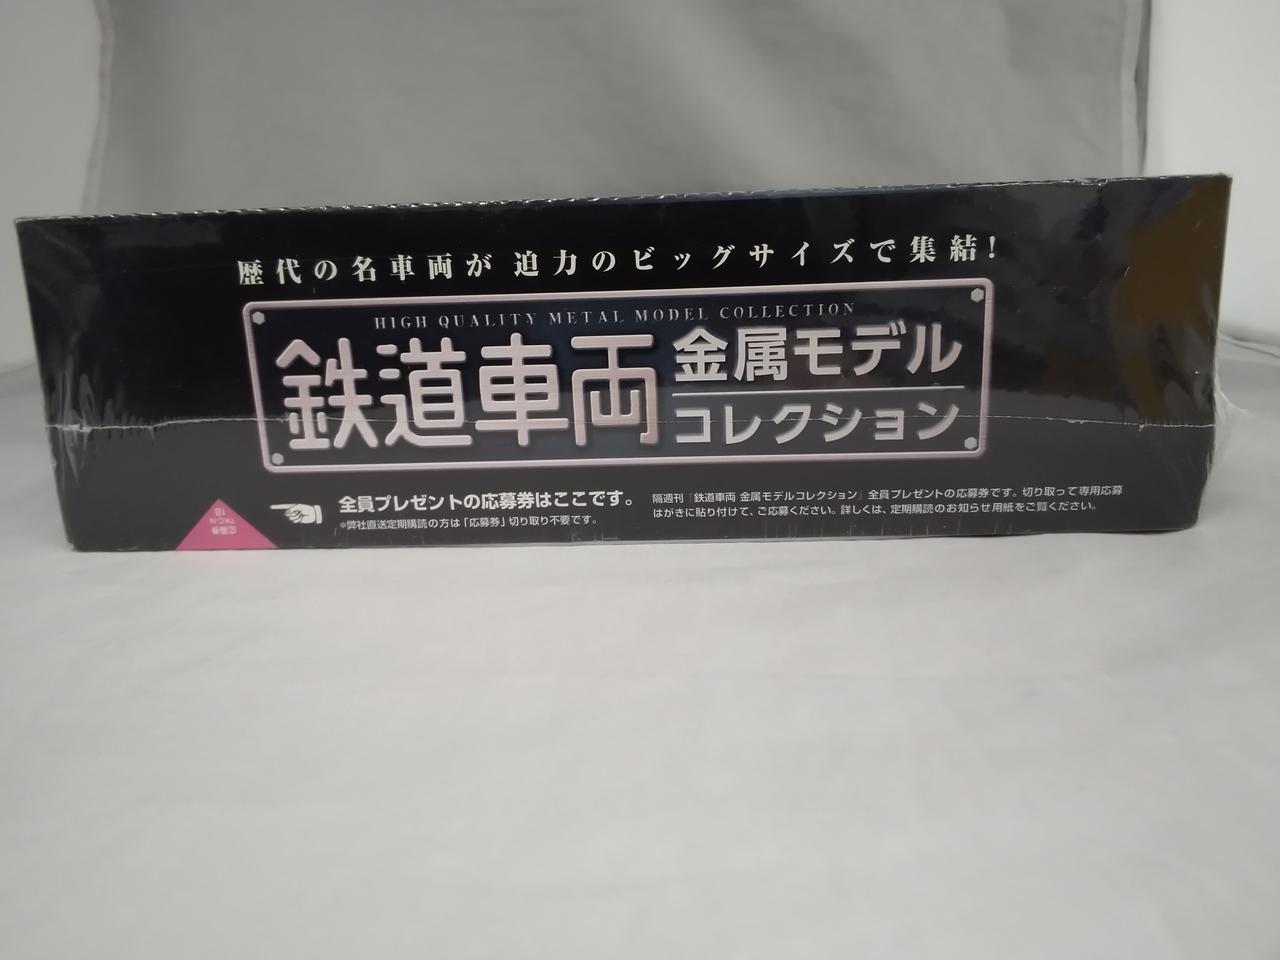 歴代の名車両が迫力のビッグサイズで集結！
HIGH QUALITY METAL MODEL COLLECTION
鉄道車両
金属モデル
コレクション
全員プレゼントの応募券はここです。
※弊社直送定期購読の方は「応募券」切り取り不要です。
隔週刊『鉄道車両 金属モデルコレクション』全員プレゼントの応募券です。切り取って専用応募
はがきに貼り付けて、ご応募ください。詳しくは、定期購読のお知らせ用紙をご覧ください。
応募券
TKC-N
18